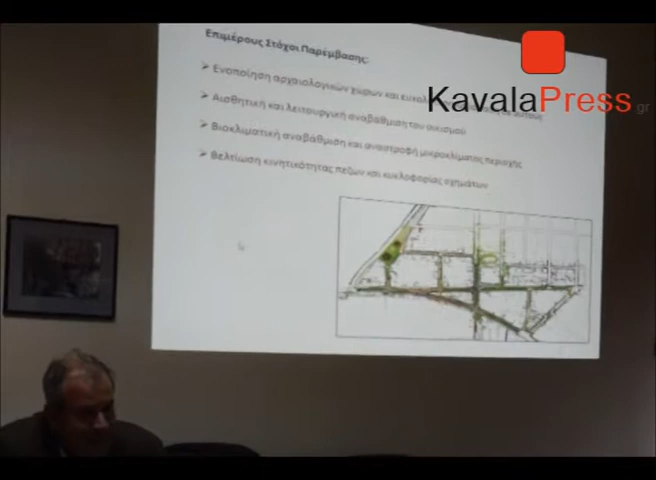 Επιμέρους Στόχοι Παρέμβασης:
➢ Ενοποίηση αρχαιολογικών χώρων και
KavalaPress.gr
➢ Αισθητική και λειτουργική αναβάθμιση του οικισμού
➢ Βιοκλιματική αναβάθμιση και αναστροφή μικροκλίματος περιοχής
➢ Βελτίωση κινητικότητας πεζών και κυκλοφορίας οχημάτων